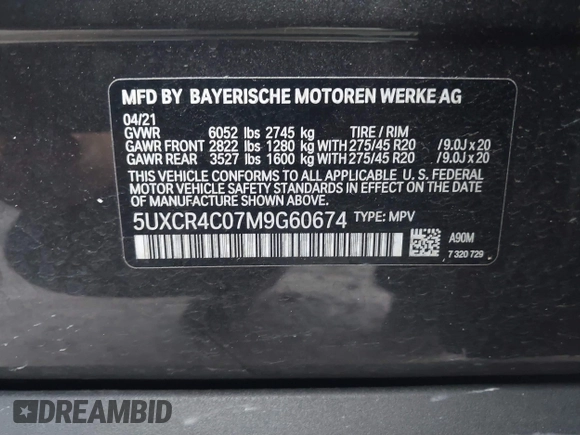 MFD BY BAYERISCHE MOTOREN WERKE AG
04/21
GVWR 6052 lbs 2745 kg TIRE / RIM
GAWR FRONT 2822 lbs 1280 kg WITH 275/45 R20 /9.0J x 20
GAWR REAR 3527 lbs 1600 kg WITH 275/45 R20 /9.0J x 20
THIS VEHICLE CONFORMS TO ALL APPLICABLE U. S. FEDERAL
MOTOR VEHICLE SAFETY STANDARDS IN EFFECT ON THE DATE
OF MANUFACTURE SHOWN ABOVE.
5UXCR4C07M9G60674 TYPE: MPV
A90M
7 320 729
DREAMBID